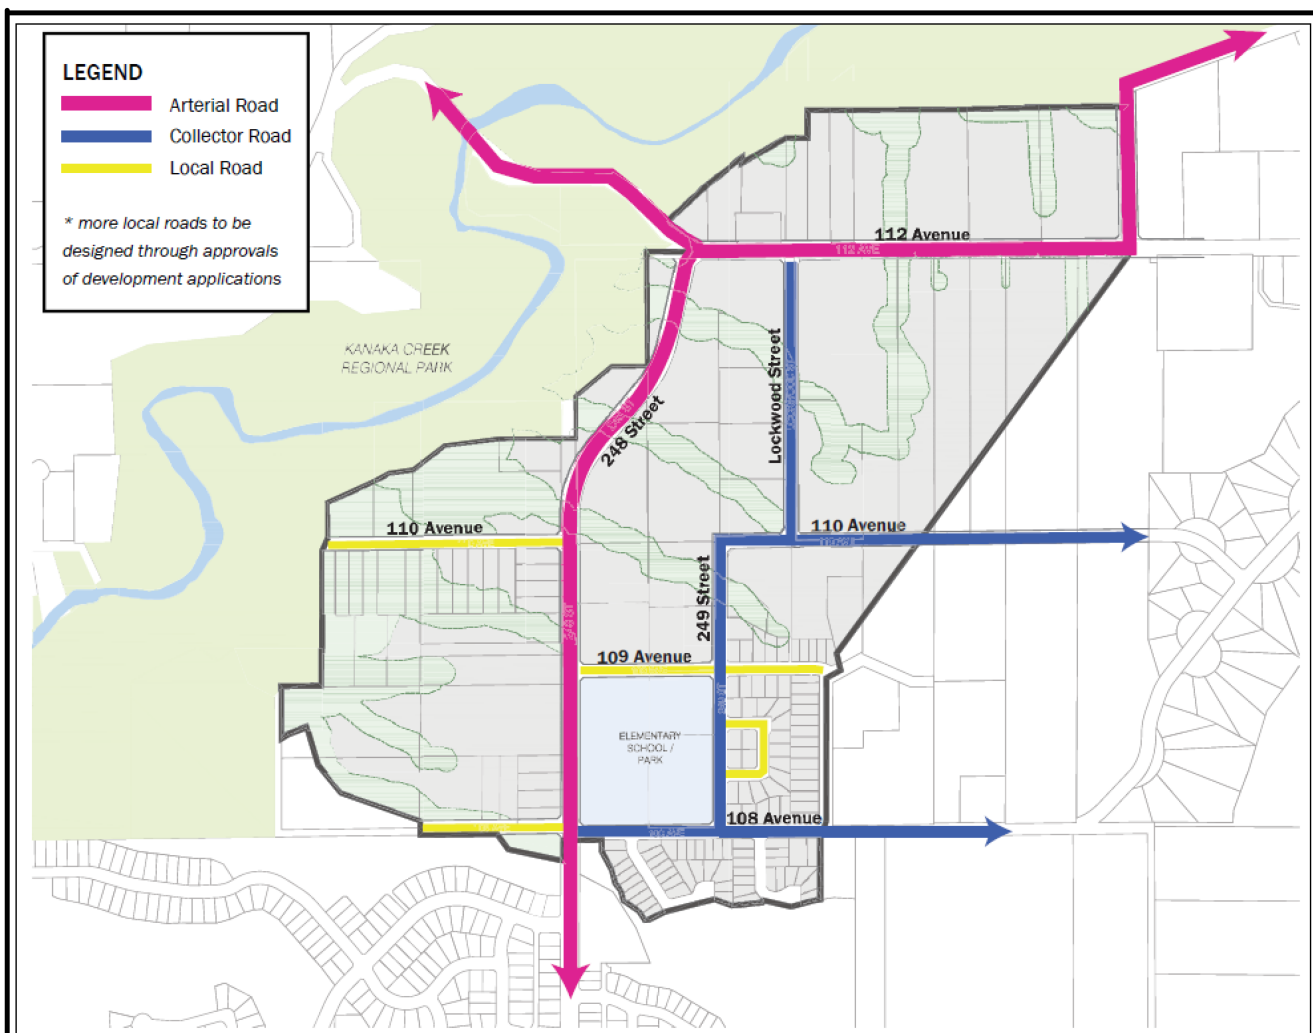 LEGEND
Arterial Road
Collector Road
Local Road
* more local roads to be
designed through approvals
of development applications
112 Avenue
112 AVE
KANAKA CREEK
REGIONAL PARK
Lockwood Street
248 Street
110 Avenue
110 Avenue
249 Street
109 Avenue
ELEMENTARY
SCHOOL /
PARK
108 Avenue